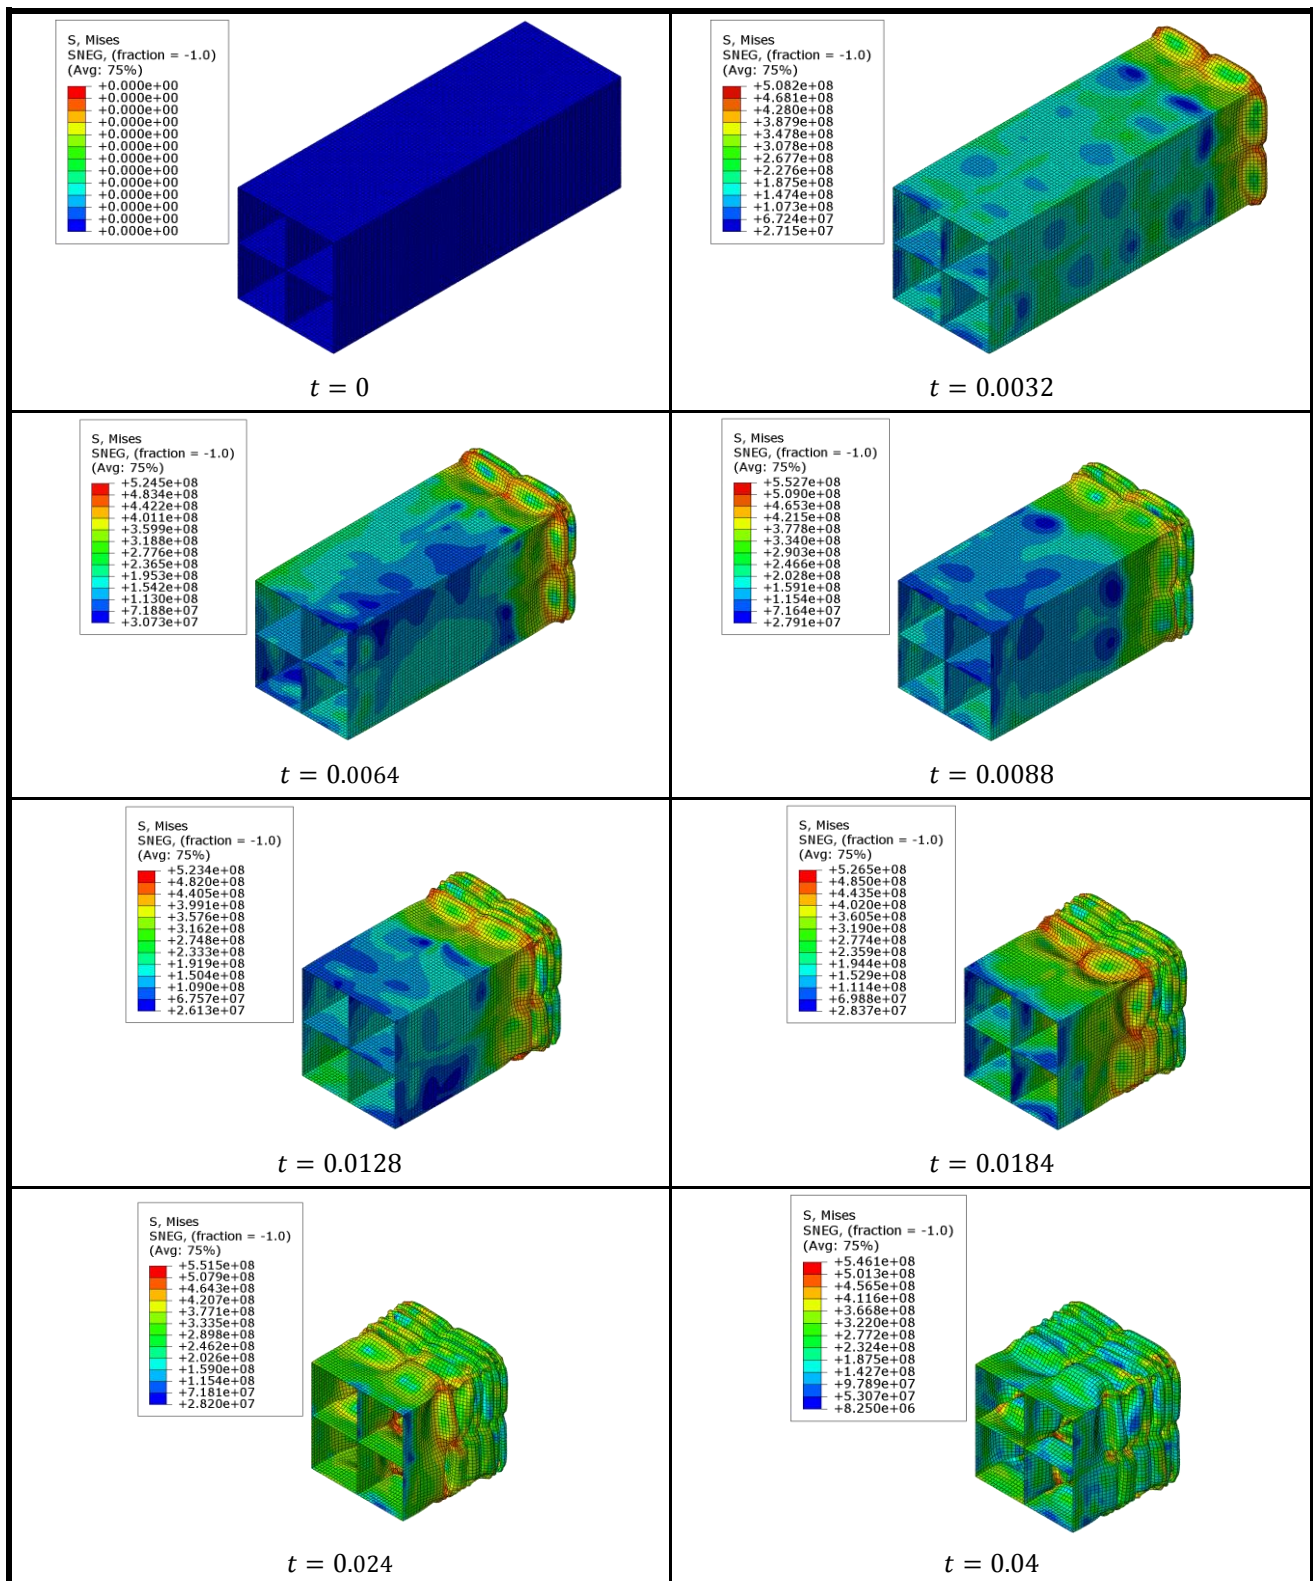 S, Mises
SNEG, (fraction = -1.0)
(Avg: 75%)
+0.000e+00
+0.000e+00
+0.000e+00
+0.000e+00
+0.000e+00
+0.000e+00
+0.000e+00
+0.000e+00
+0.000e+00
+0.000e+00
+0.000e+00
+0.000e+00
+0.000e+00
t = 0
S, Mises
SNEG, (fraction = -1.0)
(Avg: 75%)
+5.082e+08
+4.681e+08
+4.280e+08
+3.879e+08
+3.478e+08
+3.078e+08
+2.677e+08
+2.276e+08
+1.875e+08
+1.474e+08
+1.073e+08
+6.724e+07
+2.715e+07
t = 0.0032
S, Mises
SNEG, (fraction = -1.0)
(Avg: 75%)
+5.245e+08
+4.834e+08
+4.422e+08
+4.011e+08
+3.599e+08
+3.188e+08
+2.776e+08
+2.365e+08
+1.953e+08
+1.542e+08
+1.130e+08
+7.188e+07
+3.073e+07
t = 0.0064
S, Mises
SNEG, (fraction = -1.0)
(Avg: 75%)
+5.527e+08
+5.090e+08
+4.653e+08
+4.215e+08
+3.778e+08
+3.340e+08
+2.903e+08
+2.466e+08
+2.028e+08
+1.591e+08
+1.154e+08
+7.164e+07
+2.791e+07
t = 0.0088
S, Mises
SNEG, (fraction = -1.0)
(Avg: 75%)
+5.234e+08
+4.820e+08
+4.405e+08
+3.991e+08
+3.576e+08
+3.162e+08
+2.748e+08
+2.333e+08
+1.919e+08
+1.504e+08
+1.090e+08
+6.757e+07
+2.613e+07
t = 0.0128
S, Mises
SNEG, (fraction = -1.0)
(Avg: 75%)
+5.265e+08
+4.850e+08
+4.435e+08
+4.020e+08
+3.605e+08
+3.190e+08
+2.774e+08
+2.359e+08
+1.944e+08
+1.529e+08
+1.114e+08
+6.988e+07
+2.837e+07
t = 0.0184
S, Mises
SNEG, (fraction = -1.0)
(Avg: 75%)
+5.515e+08
+5.079e+08
+4.643e+08
+4.207e+08
+3.771e+08
+3.335e+08
+2.898e+08
+2.462e+08
+2.026e+08
+1.590e+08
+1.154e+08
+7.181e+07
+2.820e+07
t = 0.024
S, Mises
SNEG, (fraction = -1.0)
(Avg: 75%)
+5.461e+08
+5.013e+08
+4.565e+08
+4.116e+08
+3.668e+08
+3.220e+08
+2.772e+08
+2.324e+08
+1.875e+08
+1.427e+08
+9.789e+07
+5.307e+07
+8.250e+06
t = 0.04